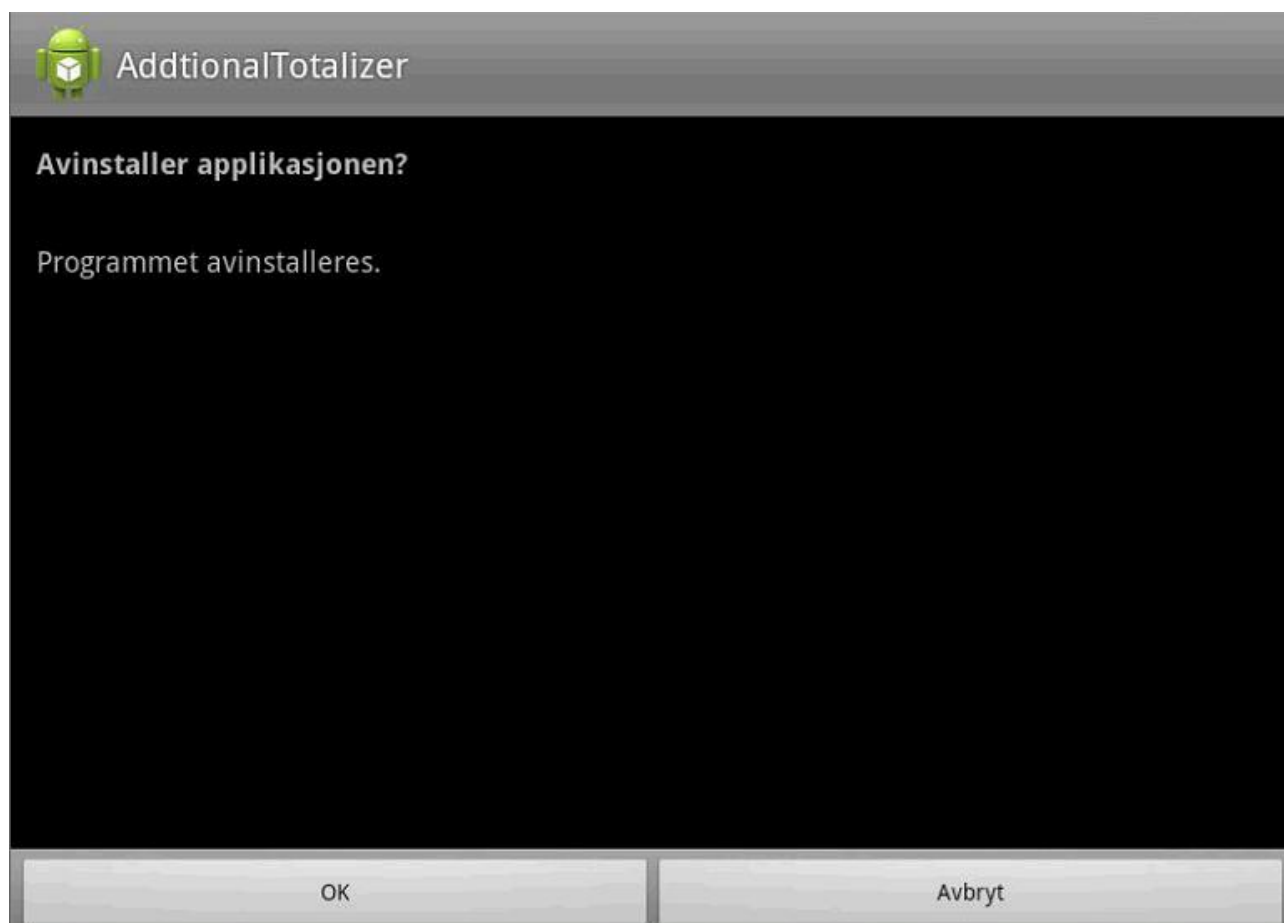 AddtionalTotalizer
Avinstaller applikasjonen?
Programmet avinstalleres.
OK
Avbryt